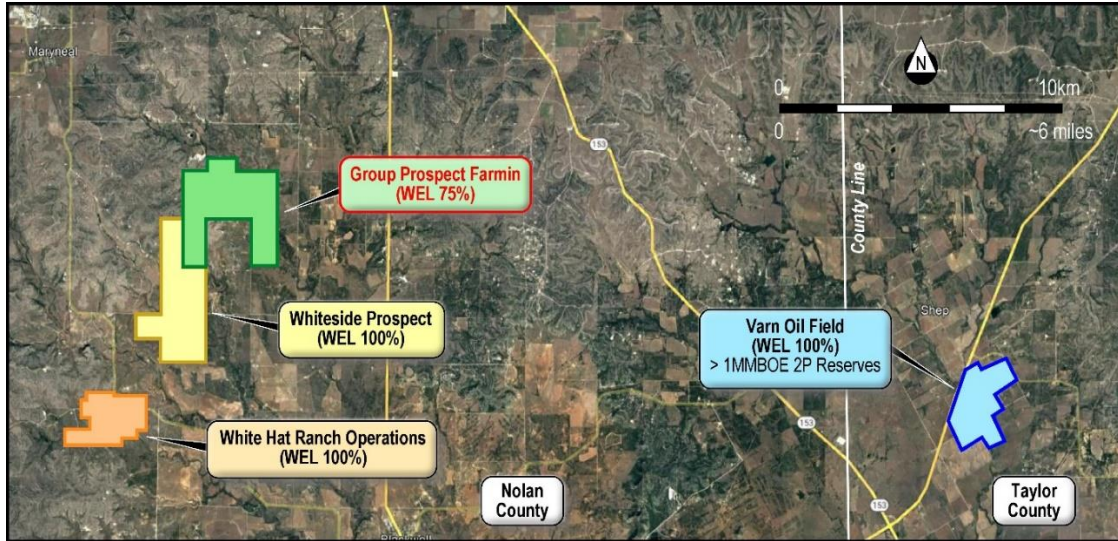 Maryneal
N
0
10km
0
~6 miles
153
Group Prospect Farmin
(WEL 75%)
County Line
Whiteside Prospect
(WEL 100%)
Shep
Varn Oil Field
(WEL 100%)
> 1MMBOE 2P Reserves
White Hat Ranch Operations
(WEL 100%)
153
Nolan
County
153
Taylor
County
Blackwell